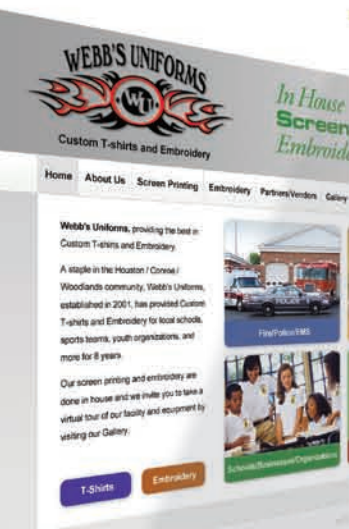 WEBB'S UNIFORMS
WU
Custom T-shirts and Embroidery
In House
Screen
Embroide
Home About Us Screen Printing Embroidery Partners/Vendors Gallery
Webb's Uniforms, providing the best in
Custom T-shirts and Embroidery.
A staple in the Houston / Conroe /
Woodlands community, Webb's Uniforms,
established in 2001, has provided Custom
T-shirts and Embroidery for local schools,
sports teams, youth organizations, and
more for 8 years.
Our screen printing and embroidery are
done in house and we invite you to take a
virtual tour of our facility and equipment by
visiting our Gallery.
POLICE
Fire/Police/EMS
Schools/Businesses/Organizations
T-Shirts
Embroidery